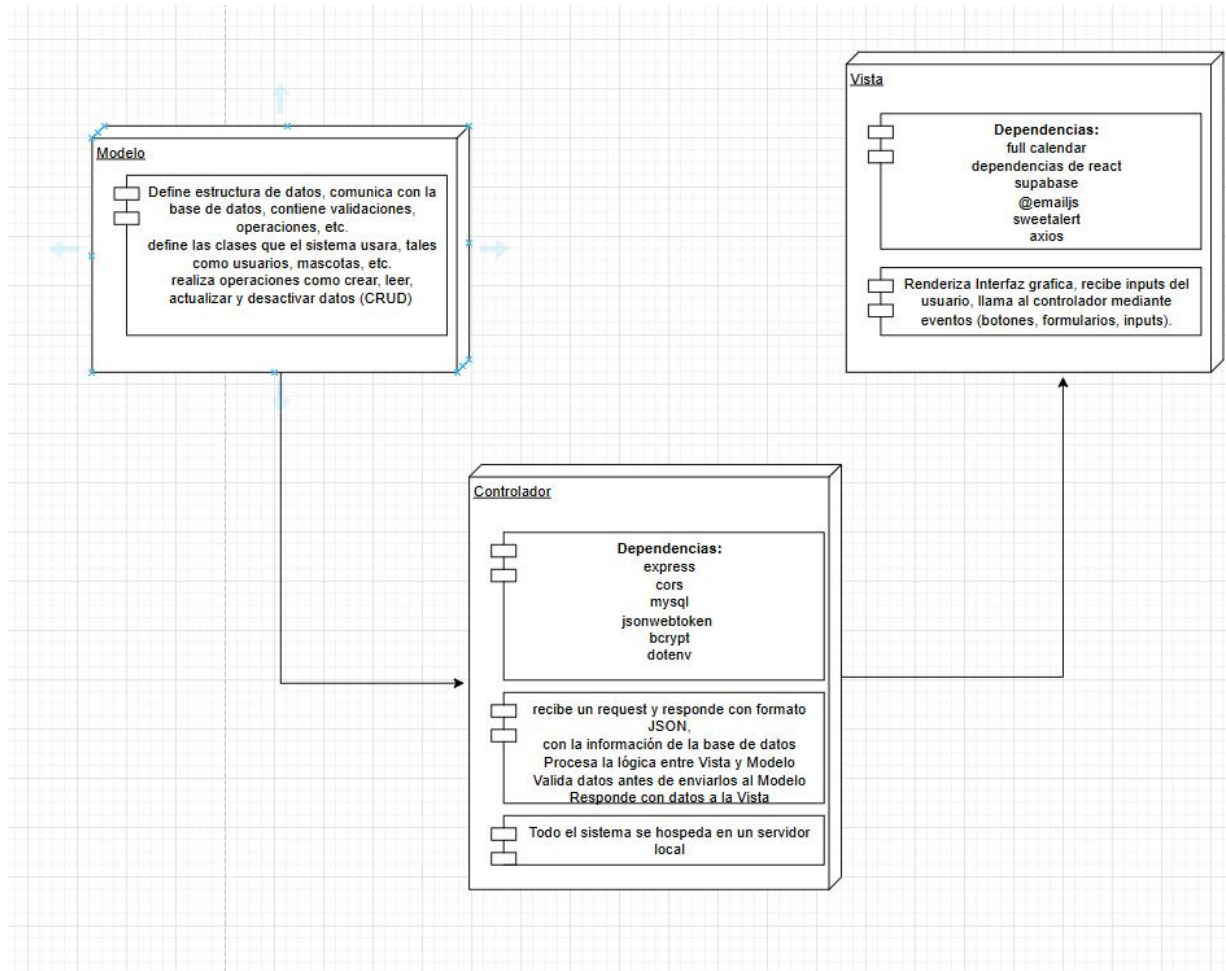 Modelo
Define estructura de datos, comunica con la
base de datos, contiene validaciones,
operaciones, etc.
define las clases que el sistema usara, tales
como usuarios, mascotas, etc.
realiza operaciones como crear, leer,
actualizar y desactivar datos (CRUD)
Vista
Dependencias:
full calendar
dependencias de react
supabase
@emailjs
sweetalert
axios
Renderiza Interfaz grafica, recibe inputs del
usuario, llama al controlador mediante
eventos (botones, formularios, inputs).
Controlador
Dependencias:
express
cors
mysql
jsonwebtoken
bcrypt
dotenv
recibe un request y responde con formato
JSON,
con la información de la base de datos
Procesa la lógica entre Vista y Modelo
Valida datos antes de enviarlos al Modelo
Responde con datos a la Vista
Todo el sistema se hospeda en un servidor
local